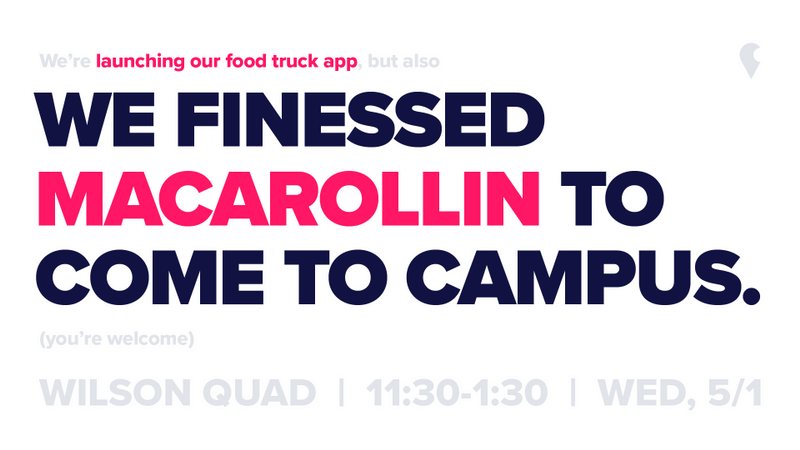 We're launching our food truck app, but also
WE FINESSED
MACAROLLIN TO
COME TO CAMPUS.
(you're welcome)
WILSON QUAD | 11:30-1:30 | WED, 5/1